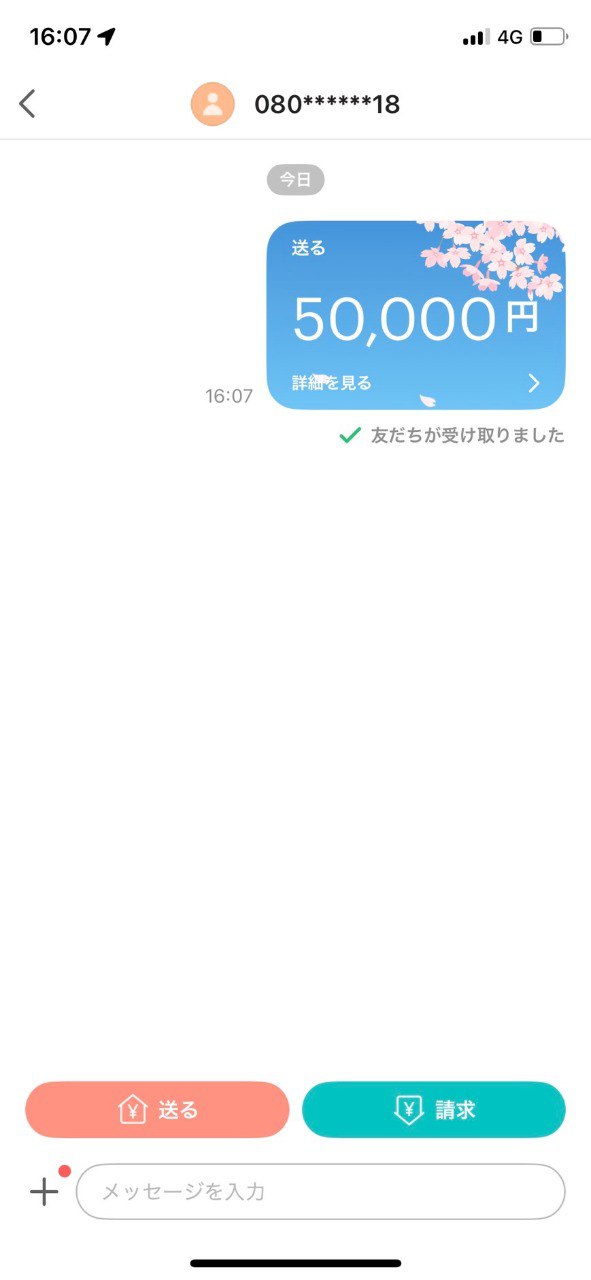 16:07
4G
080******18
今日
送る
50,000円
詳細を見る
16:07
友だちが受け取りました
送る
請求
メッセージを入力